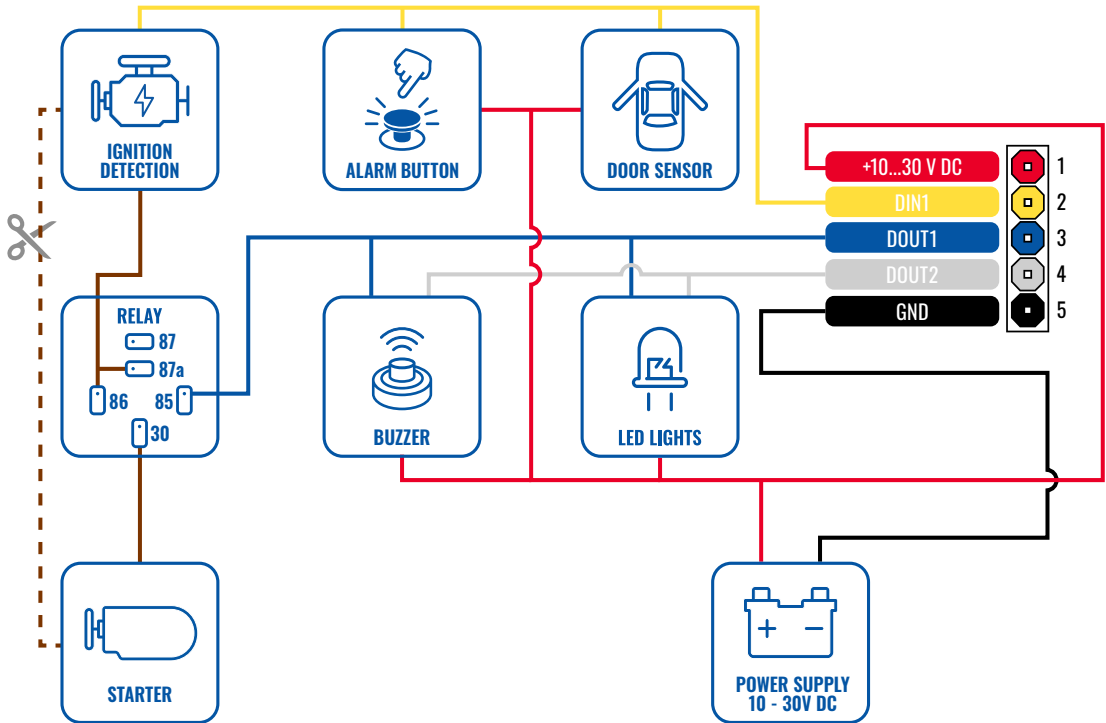 IGNITION
DETECTION
ALARM BUTTON
DOOR SENSOR
+10...30 V DC
1
DIN1
2
DOUT1
3
DOUT2
4
GND
5
RELAY
87
87a
86
85
30
BUZZER
LED LIGHTS
STARTER
+ −
POWER SUPPLY
10 - 30V DC